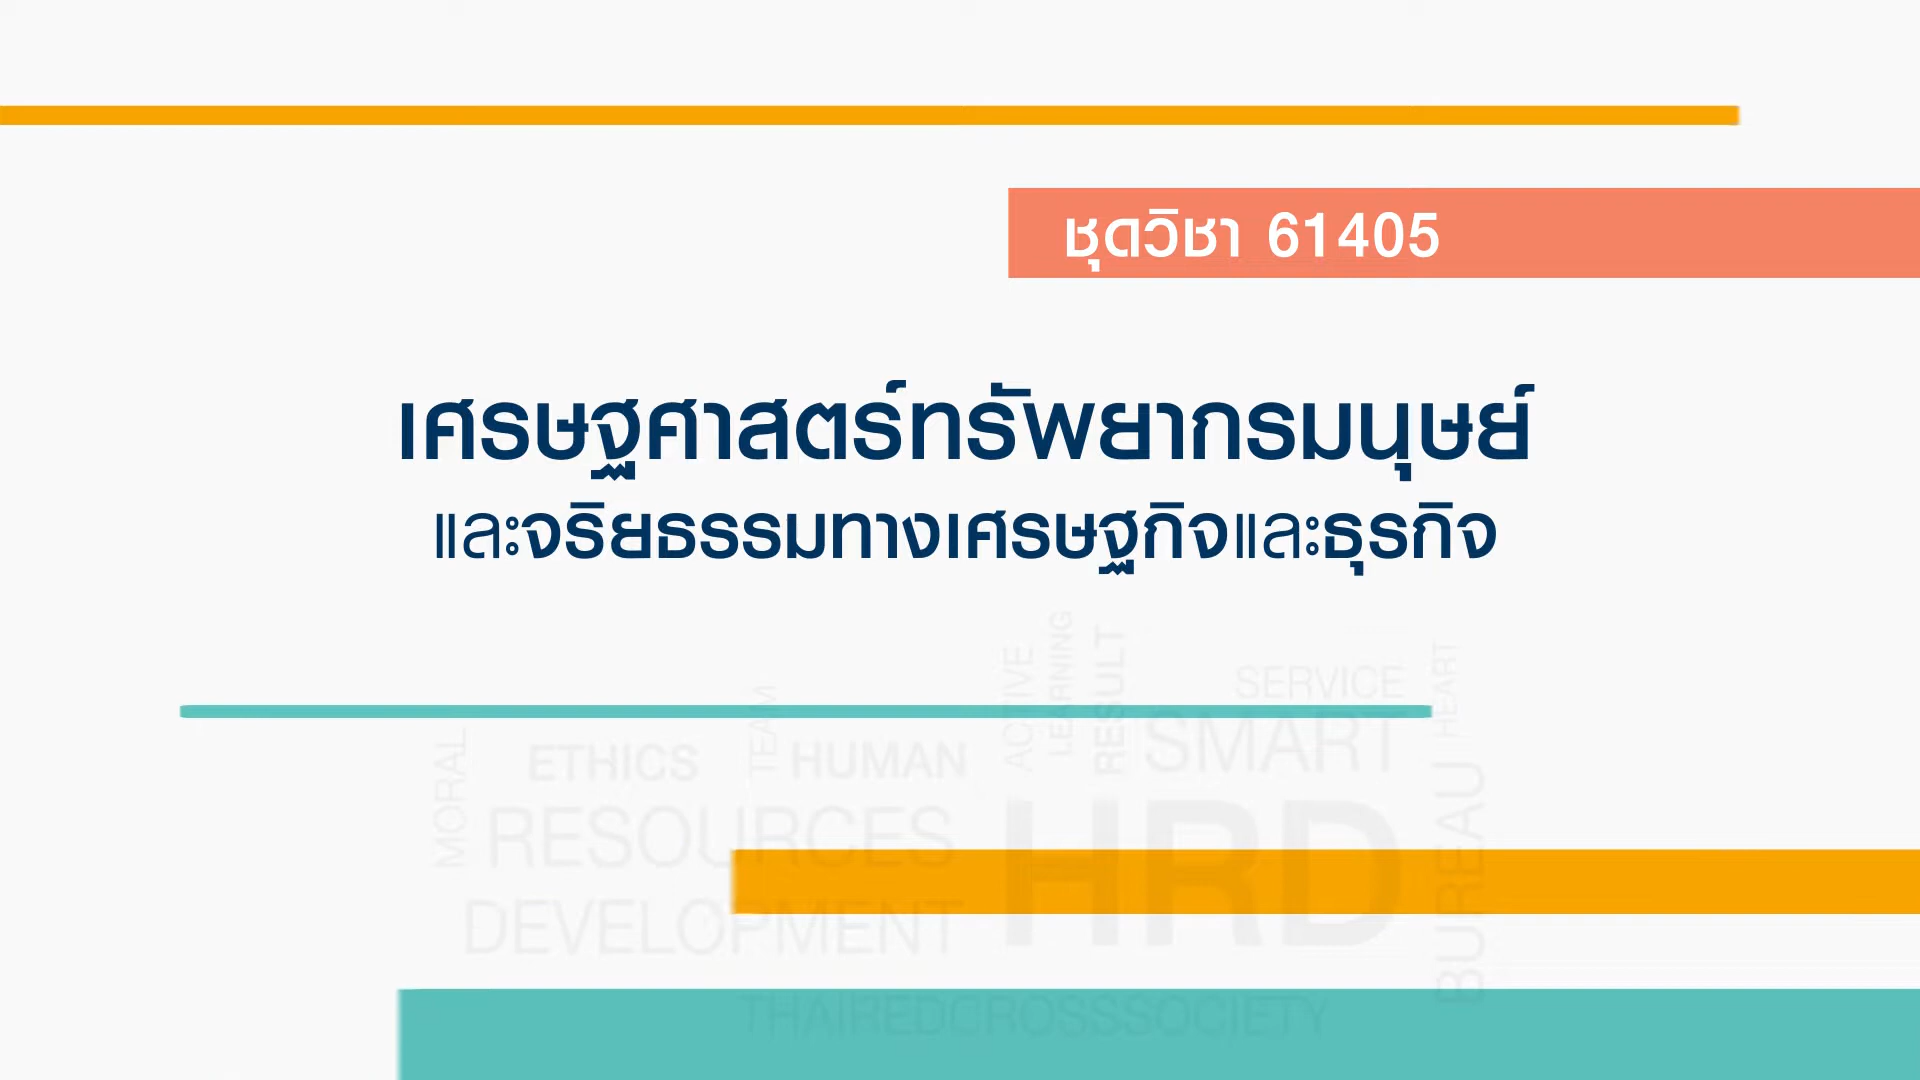 ชุดวิชา 61405
เศรษฐศาสตร์ทรัพยากรมนุษย์
และจริยธรรมทางเศรษฐกิจและธุรกิจ
ACTIVE
LEARNING
RESULT
SERVICE
HEART
MORAL
ETHICS
TEAM
HUMAN
SMART
RESOURCES
HRD
BUREAU
DEVELOPMENT
THAIREDCROSSSOCIETY